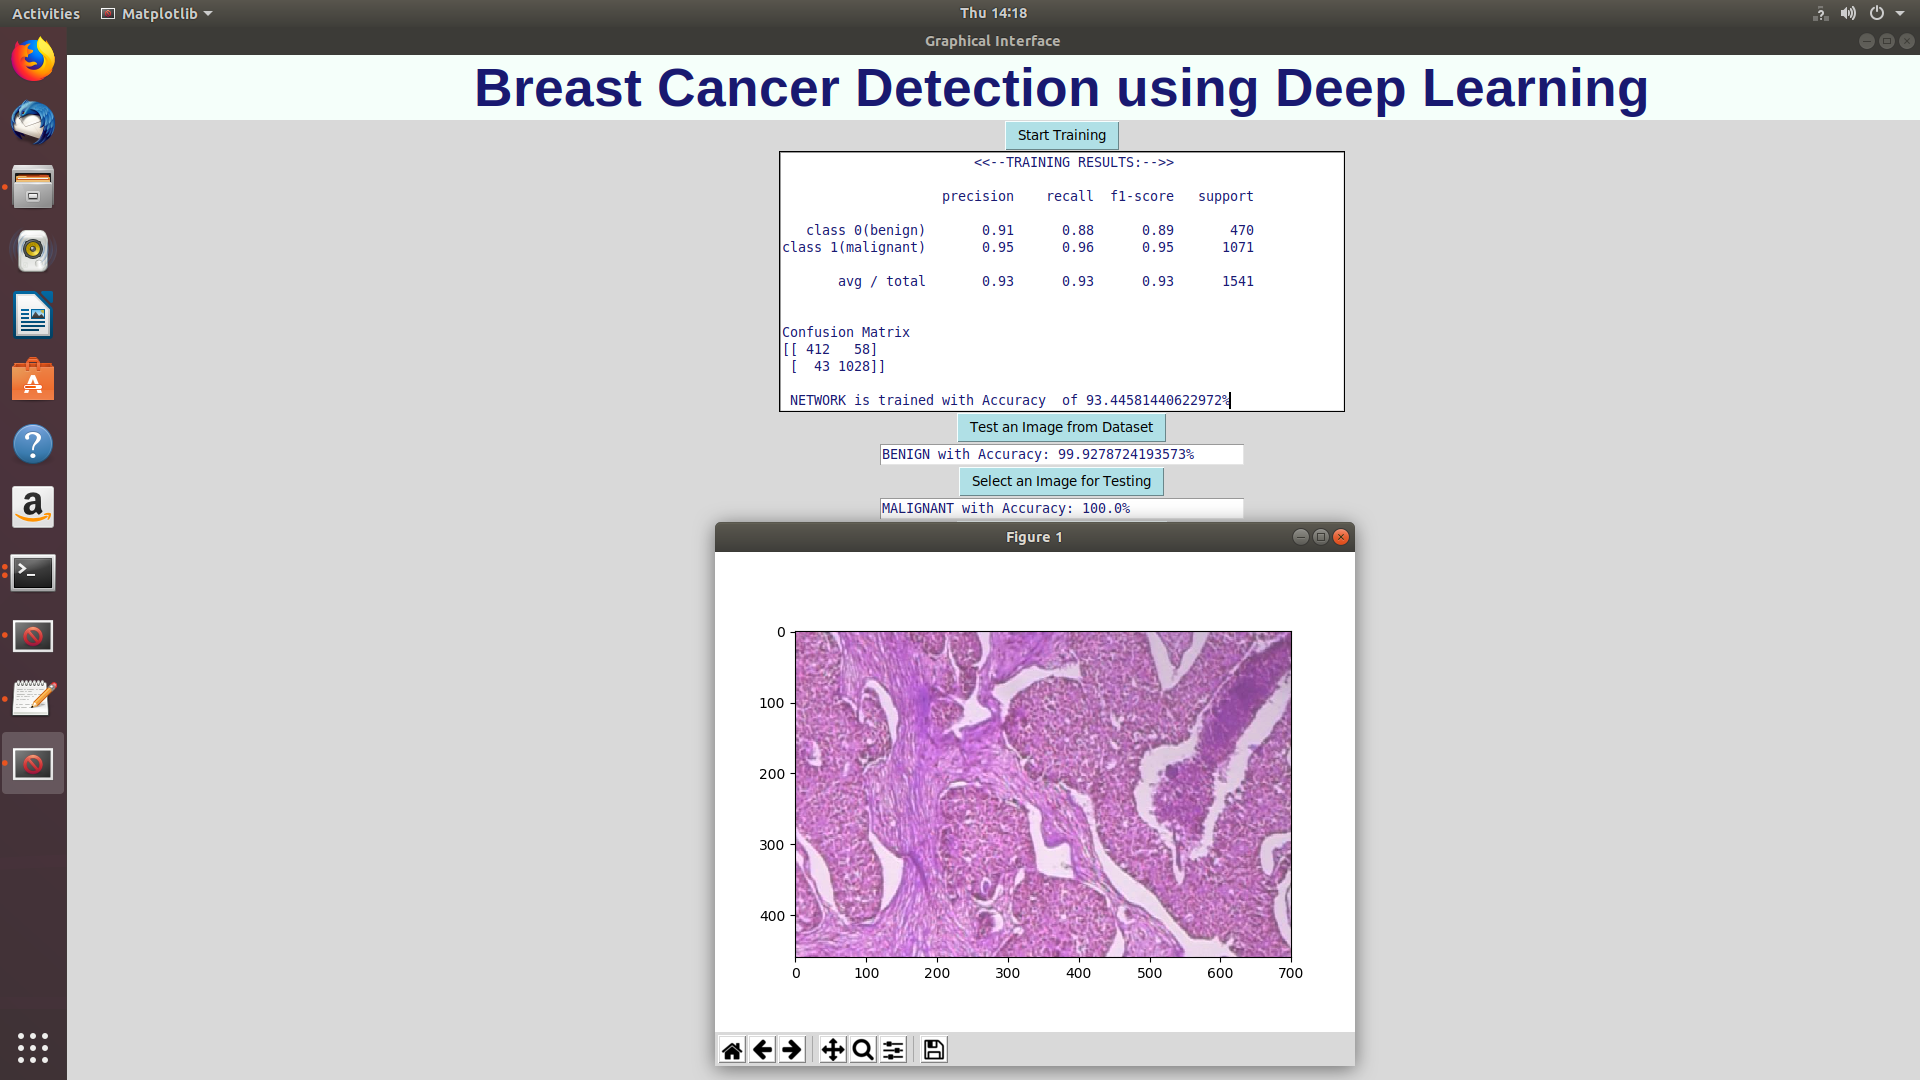 Activities Matplotlib Thu 14:18
Graphical Interface
Breast Cancer Detection using Deep Learning
Start Training
<<--TRAINING RESULTS:-->>
precision recall f1-score support
class 0(benign) 0.91 0.88 0.89 470
class 1(malignant) 0.95 0.96 0.95 1071
avg / total 0.93 0.93 0.93 1541
Confusion Matrix
[[ 412 58]
[ 43 1028]]
NETWORK is trained with Accuracy of 93.44581440622972%
Test an Image from Dataset
BENIGN with Accuracy: 99.9278724193573%
Select an Image for Testing
MALIGNANT with Accuracy: 100.0%
Figure 1
0
100
200
300
400
0 100 200 300 400 500 600 700